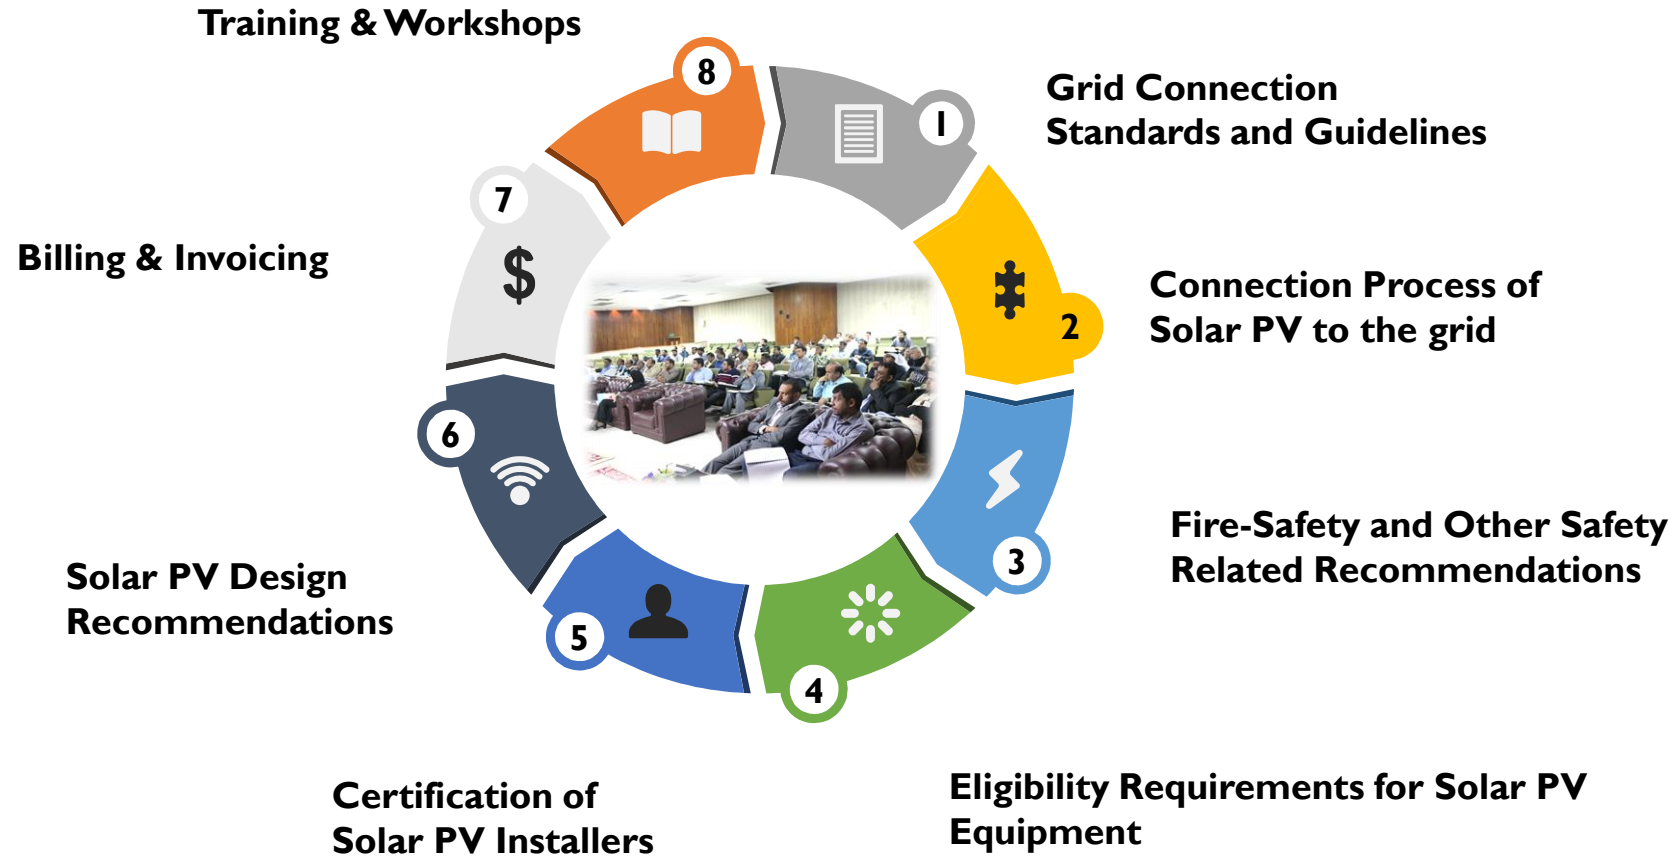 Training & Workshops
8
1
Grid Connection
Standards and Guidelines
7
Billing & Invoicing
$
2
Connection Process of
Solar PV to the grid
6
3
Fire-Safety and Other Safety
Related Recommendations
Solar PV Design
Recommendations
5
4
Certification of
Solar PV Installers
Eligibility Requirements for Solar PV
Equipment